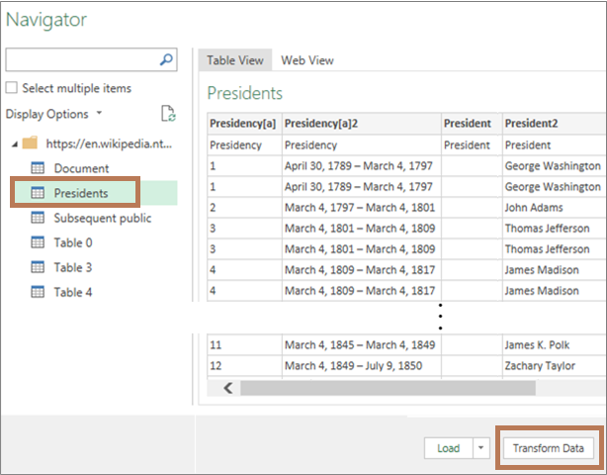 Navigator
Select multiple items
Display Options
https://en.wikipedia.nt...
Document
Presidents
Subsequent public
Table 0
Table 3
Table 4
Table View Web View
Presidents
Presidency[a] Presidency[a]2 President President2
Presidency Presidency President President
1 April 30, 1789 – March 4, 1797 George Washington
1 April 30, 1789 – March 4, 1797 George Washington
2 March 4, 1797 – March 4, 1801 John Adams
3 March 4, 1801 – March 4, 1809 Thomas Jefferson
3 March 4, 1801 – March 4, 1809 Thomas Jefferson
4 March 4, 1809 – March 4, 1817 James Madison
4 March 4, 1809 – March 4, 1817 James Madison
11 March 4, 1845 – March 4, 1849 James K. Polk
12 March 4, 1849 – July 9, 1850 Zachary Taylor
Load Transform Data